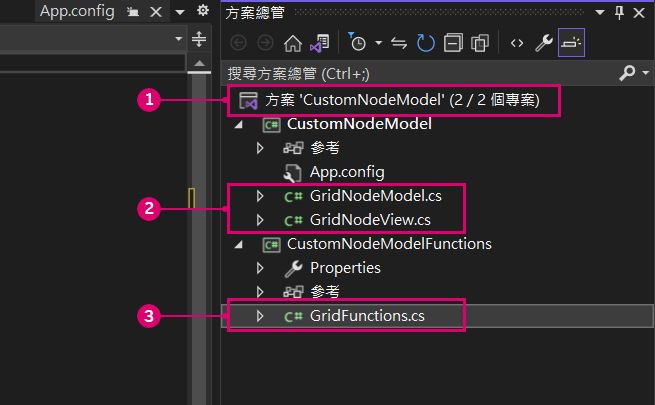 App.config
方案總管
搜尋方案總管 (Ctrl+;)
1
方案 'CustomNodeModel' (2 / 2 個專案)
C# CustomNodeModel
參考
App.config
C# GridNodeModel.cs
2
C# GridNodeView.cs
C# CustomNodeModelFunctions
Properties
參考
3
C# GridFunctions.cs